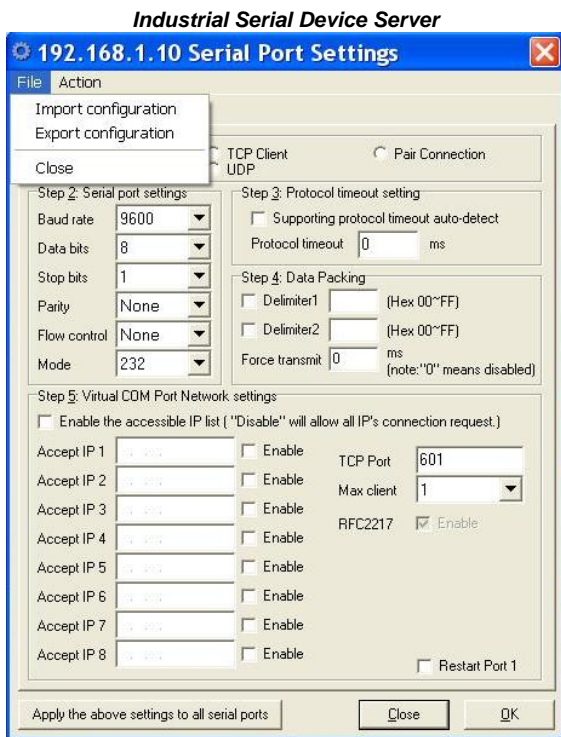 Industrial Serial Device Server
192.168.1.10 Serial Port Settings
File Action
Import configuration
Export configuration
Close
TCP Client
Pair Connection
UDP
Step 2: Serial port settings
Baud rate 9600
Data bits 8
Stop bits 1
Parity None
Flow control None
Mode 232
Step 3: Protocol timeout setting
Supporting protocol timeout auto-detect
Protocol timeout 0 ms
Step 4: Data Packing
Delimiter1 (Hex 00~FF)
Delimiter2 (Hex 00~FF)
Force transmit 0 ms
(note:"0" means disabled)
Step 5: Virtual COM Port Network settings
Enable the accessible IP list ( "Disable" will allow all IP's connection request.)
Accept IP 1 Enable
Accept IP 2 Enable
Accept IP 3 Enable
Accept IP 4 Enable
Accept IP 5 Enable
Accept IP 6 Enable
Accept IP 7 Enable
Accept IP 8 Enable
TCP Port 601
Max client 1
RFC2217 Enable
Restart Port 1
Apply the above settings to all serial ports
Close
OK